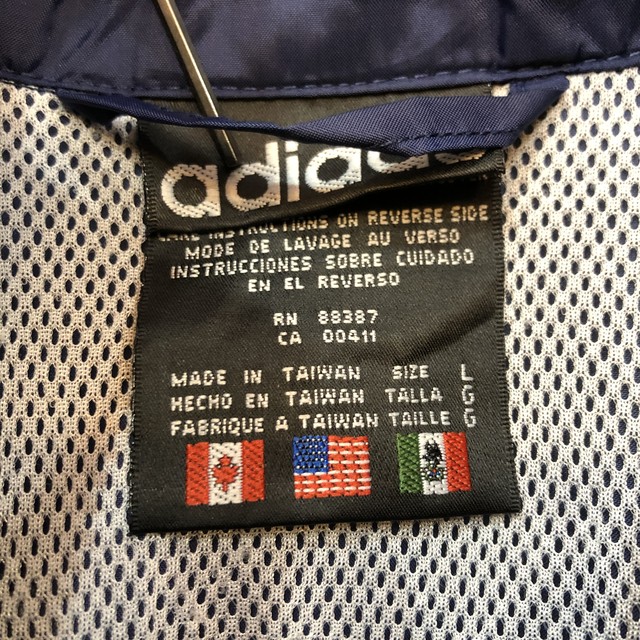 adidas
CARE INSTRUCTIONS ON REVERSE SIDE
MODE DE LAVAGE AU VERSO
INSTRUCCIONES SOBRE CUIDADO
EN EL REVERSO
RN 88387
CA 00411
MADE IN TAIWAN SIZE L
HECHO EN TAIWAN TALLA G
FABRIQUE A TAIWAN TAILLE G